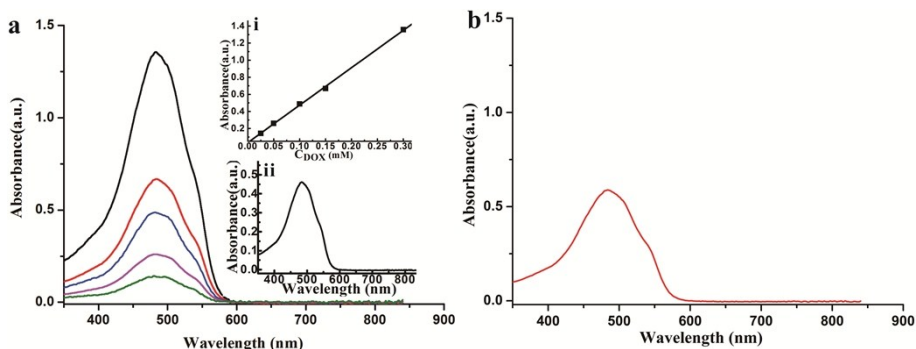 a
i
ii
b
Absorbance(a.u.)
1.5
1.0
0.5
0.0
400 500 600 700 800 900
Wavelength (nm)
Absorbance(a.u.)
1.4
1.2
1.0
0.8
0.6
0.4
0.2
0.00 0.05 0.10 0.15 0.20 0.25 0.30
CDOX (mM)
Absorbance(a.u.)
0.5
0.4
0.3
0.2
0.1
0.0
400 500 600 700 800
Wavelength (nm)
Absorbance(a.u.)
1.5
1.0
0.5
0.0
400 500 600 700 800 900
Wavelength (nm)